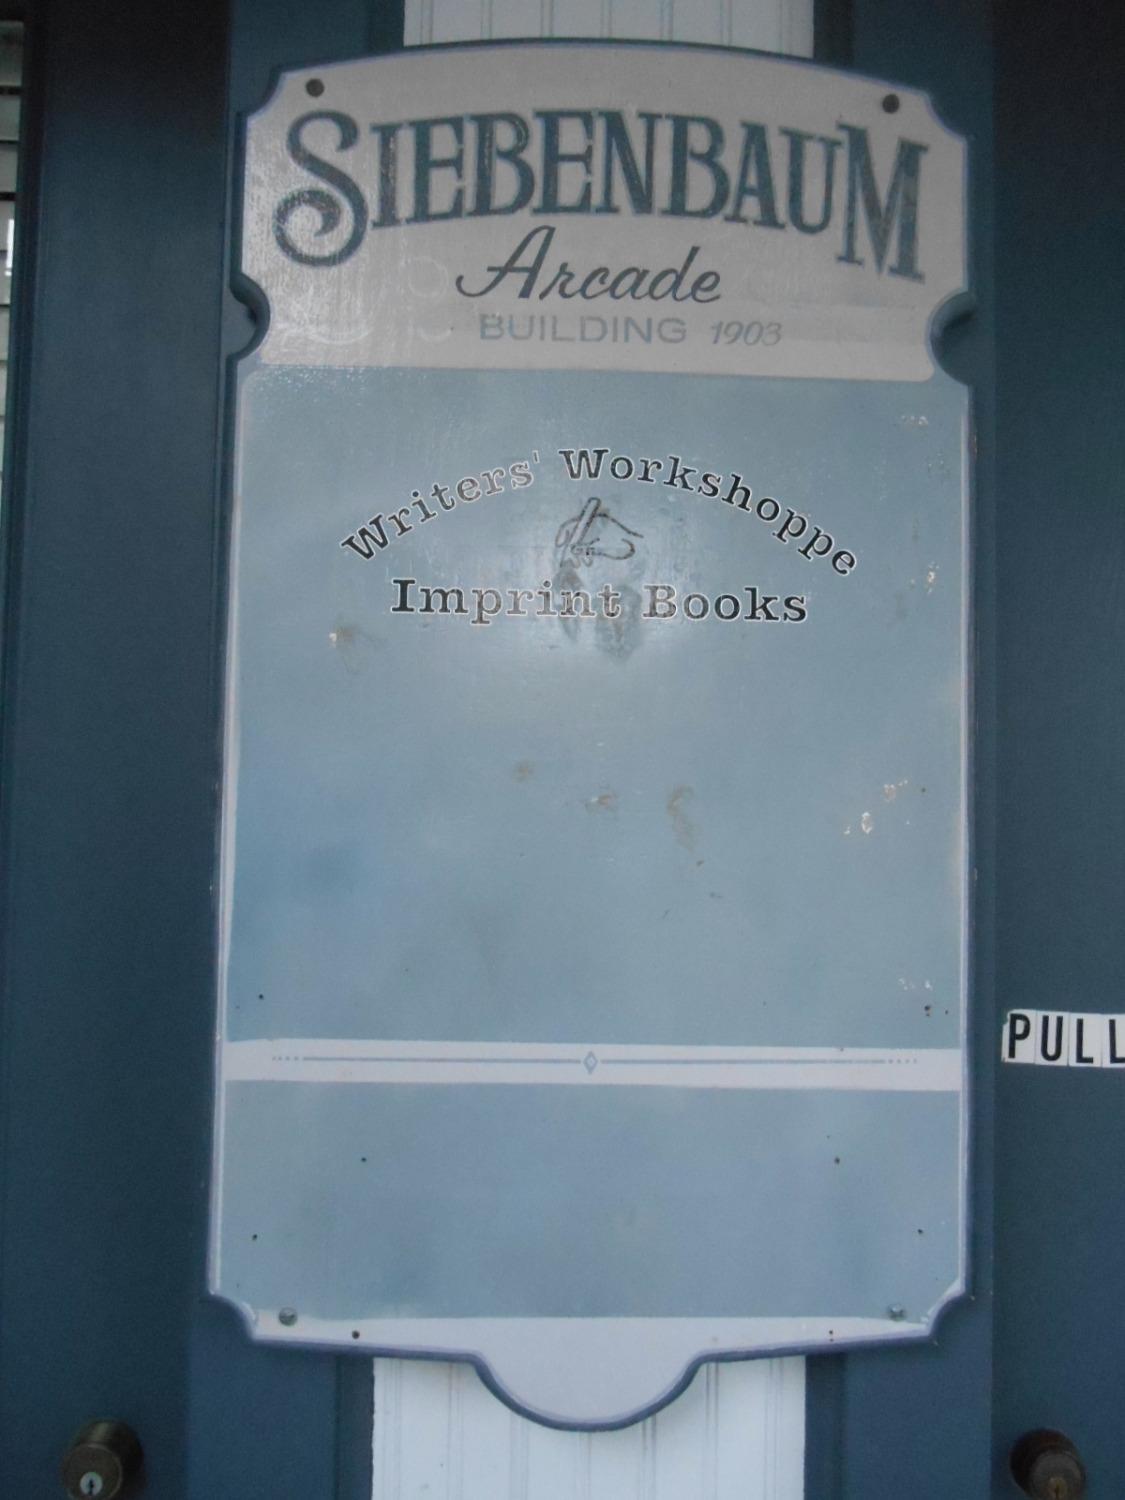 SIEBENBAUM
Arcade
BUILDING 1903
Writers' Workshoppe
Imprint Books
PULL